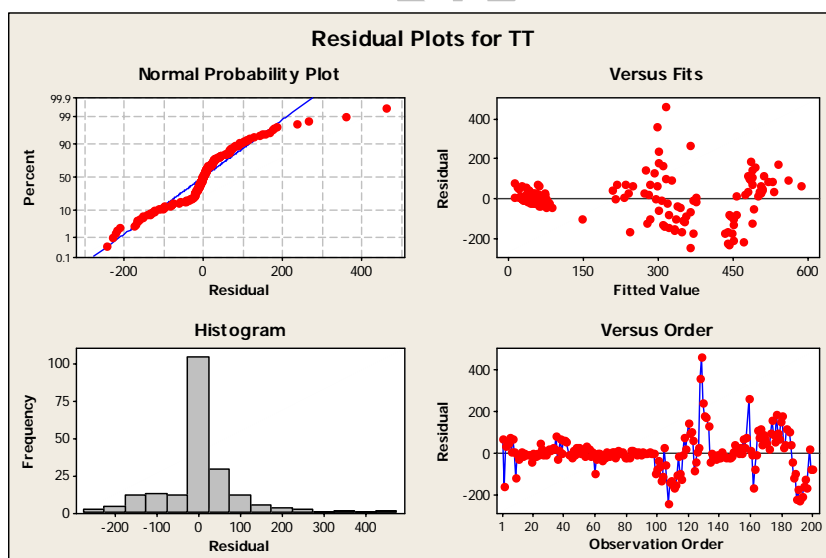 Residual Plots for TT
Normal Probability Plot
99.9
99
90
50
10
1
0.1
Percent
-200 0 200 400
Residual
Versus Fits
400
200
0
-200
Residual
0 150 300 450 600
Fitted Value
Histogram
100
75
50
25
0
Frequency
-200 -100 0 100 200 300 400
Residual
Versus Order
400
200
0
-200
Residual
1 20 40 60 80 100 120 140 160 180 200
Observation Order